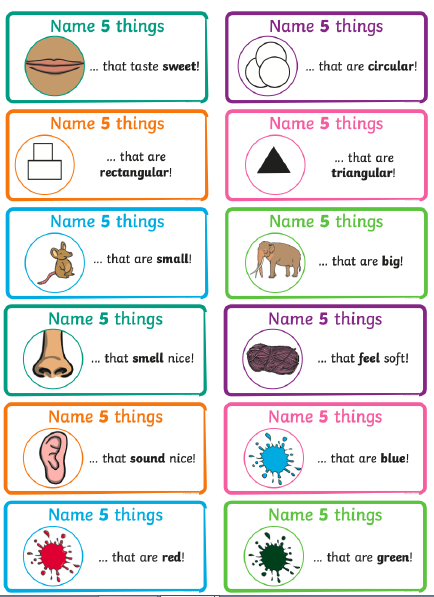 Name 5 things
... that taste sweet!
Name 5 things
... that are circular!
Name 5 things
... that are
rectangular!
Name 5 things
... that are
triangular!
Name 5 things
... that are small!
Name 5 things
... that are big!
Name 5 things
... that smell nice!
Name 5 things
... that feel soft!
Name 5 things
... that sound nice!
Name 5 things
... that are blue!
Name 5 things
... that are red!
Name 5 things
... that are green!